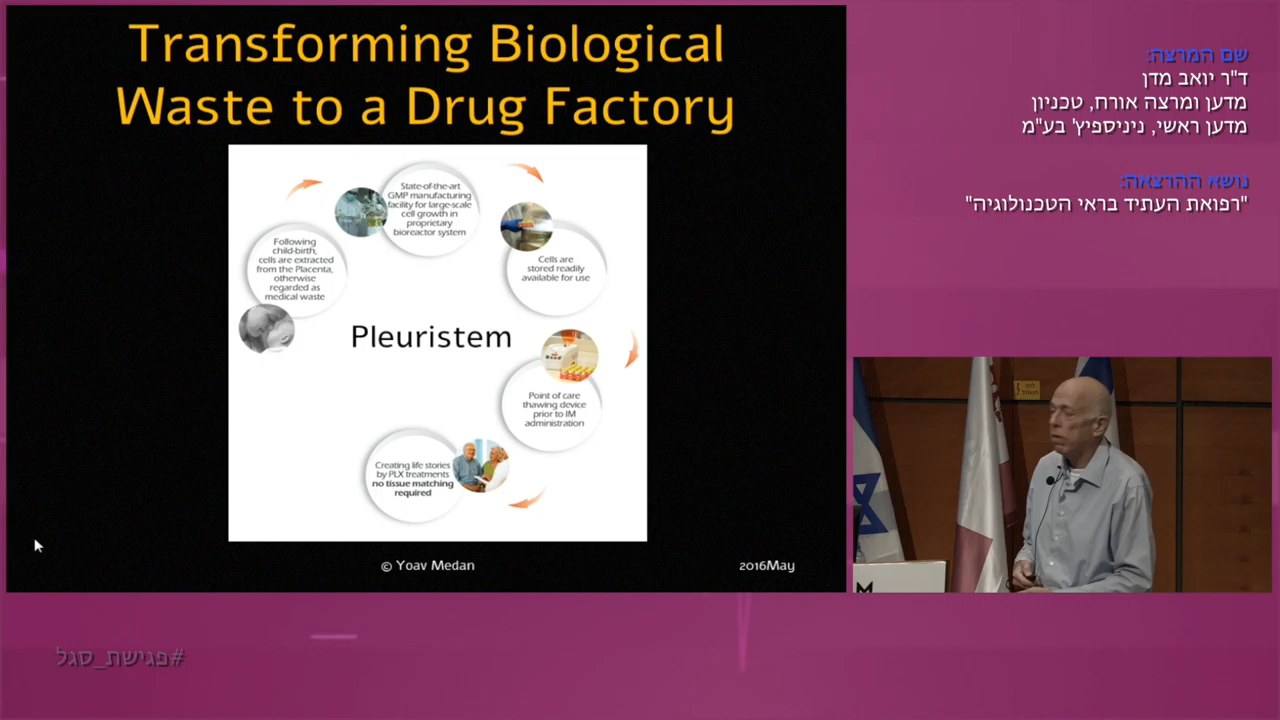 Transforming Biological
Waste to a Drug Factory
State-of-the-art
GMP manufacturing
facility for large-scale
cell growth in
proprietary
bioreactor system
Following
child-birth,
cells are extracted
from the Placenta,
otherwise
regarded as
medical waste
Cells are
stored readily
available for use
Pleuristem
Point of care
thawing device
prior to IM
administration
Creating life stories
by PLX treatments
no tissue matching
required
© Yoav Medan
2016May
שם המרצה:
ד"ר יואב מדן
מדען ומרצה אורח, טכניון
מדען ראשי, ניניספיץ' בע"מ
נושא ההרצאה:
"רפואת העתיד בראי הטכנולוגיה"
M
#פגישת_סגל